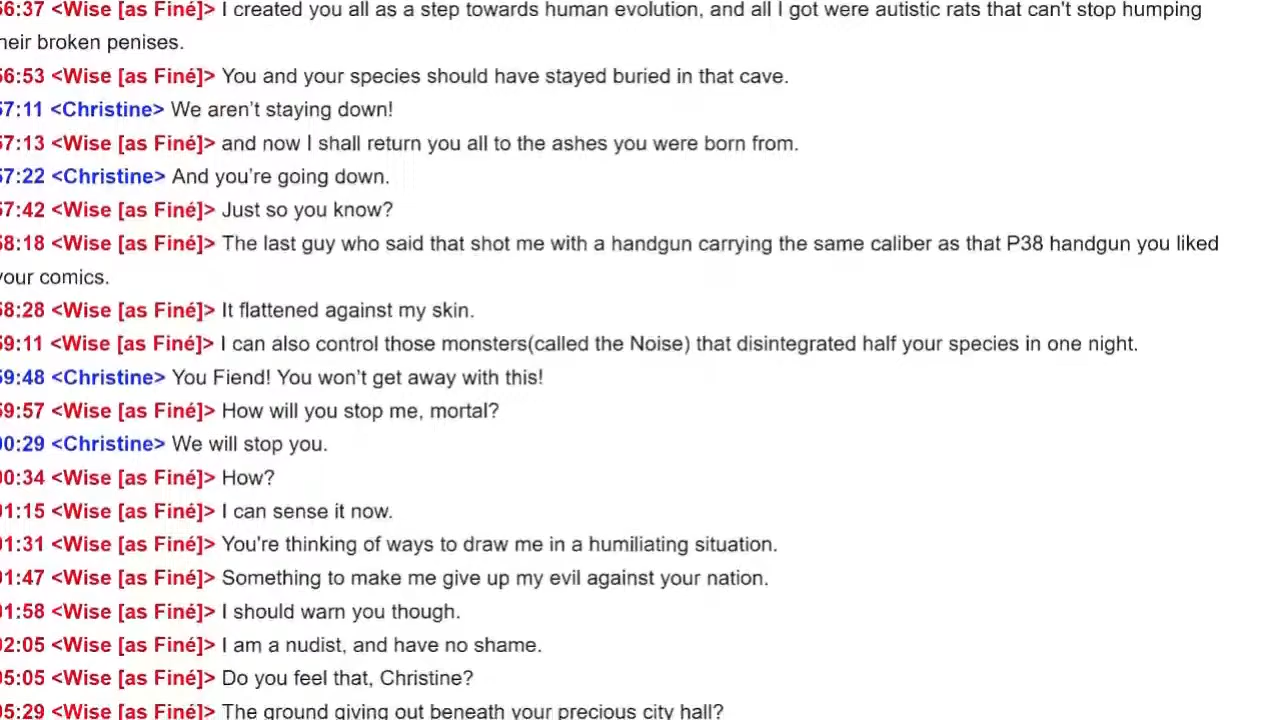 56:37 <Wise [as Finé]> I created you all as a step towards human evolution, and all I got were autistic rats that can't stop humping
heir broken penises.
56:53 <Wise [as Finé]> You and your species should have stayed buried in that cave.
57:11 <Christine> We aren’t staying down!
57:13 <Wise [as Finé]> and now I shall return you all to the ashes you were born from.
57:22 <Christine> And you’re going down.
57:42 <Wise [as Finé]> Just so you know?
58:18 <Wise [as Finé]> The last guy who said that shot me with a handgun carrying the same caliber as that P38 handgun you liked
your comics.
58:28 <Wise [as Finé]> It flattened against my skin.
59:11 <Wise [as Finé]> I can also control those monsters(called the Noise) that disintegrated half your species in one night.
59:48 <Christine> You Fiend! You won’t get away with this!
59:57 <Wise [as Finé]> How will you stop me, mortal?
00:29 <Christine> We will stop you.
00:34 <Wise [as Finé]> How?
01:15 <Wise [as Finé]> I can sense it now.
01:31 <Wise [as Finé]> You're thinking of ways to draw me in a humiliating situation.
01:47 <Wise [as Finé]> Something to make me give up my evil against your nation.
01:58 <Wise [as Finé]> I should warn you though.
02:05 <Wise [as Finé]> I am a nudist, and have no shame.
05:05 <Wise [as Finé]> Do you feel that, Christine?
05:29 <Wise [as Finé]> The ground giving out beneath your precious city hall?